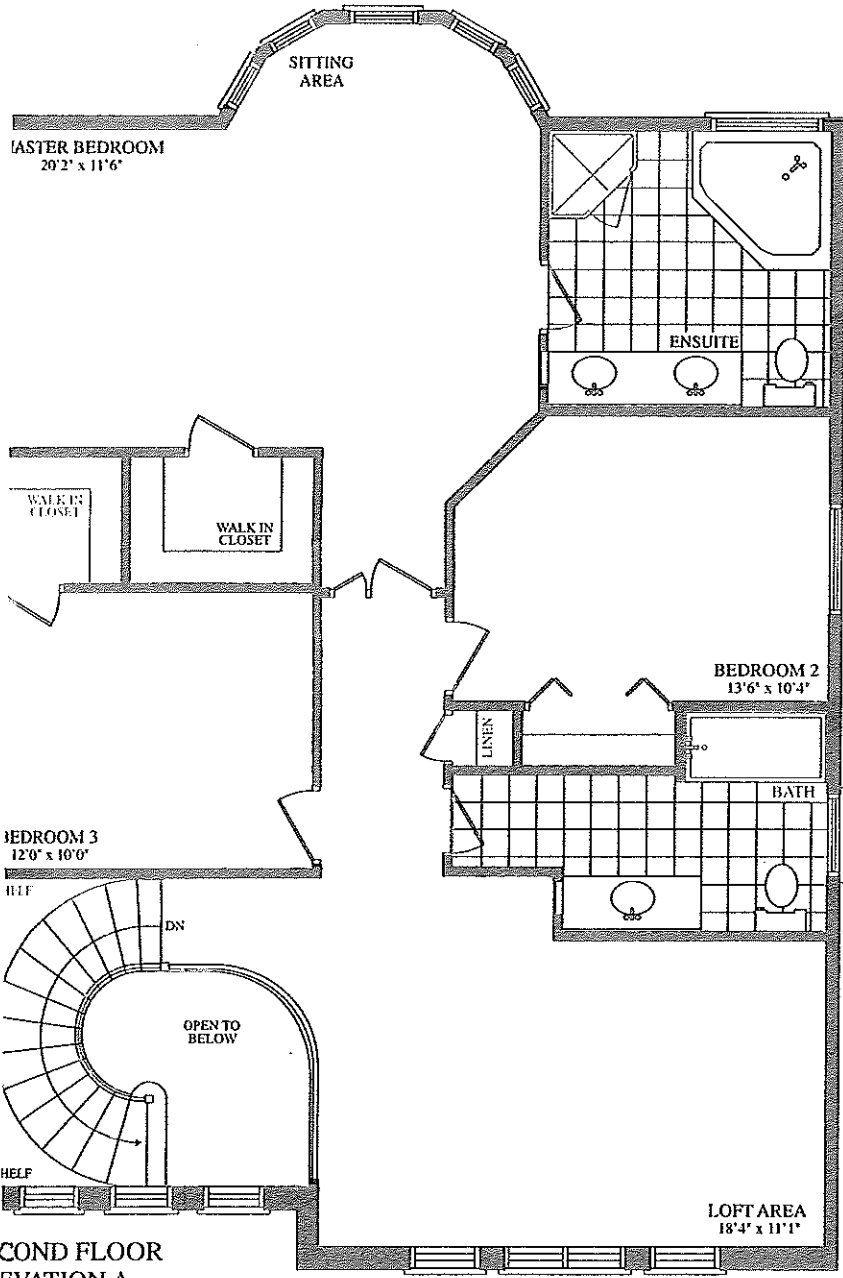 SITTING
AREA
ASTER BEDROOM
20'2" x 11'6"
ENSUITE
WALK IN
CLOSET
WALK IN
CLOSET
BEDROOM 2
13'6" x 10'4"
LINEN
BATH
BEDROOM 3
12'0" x 10'0"
DN
OPEN TO
BELOW
HELF
LOFT AREA
18'4" x 11'1"
COND FLOOR
EVATION A